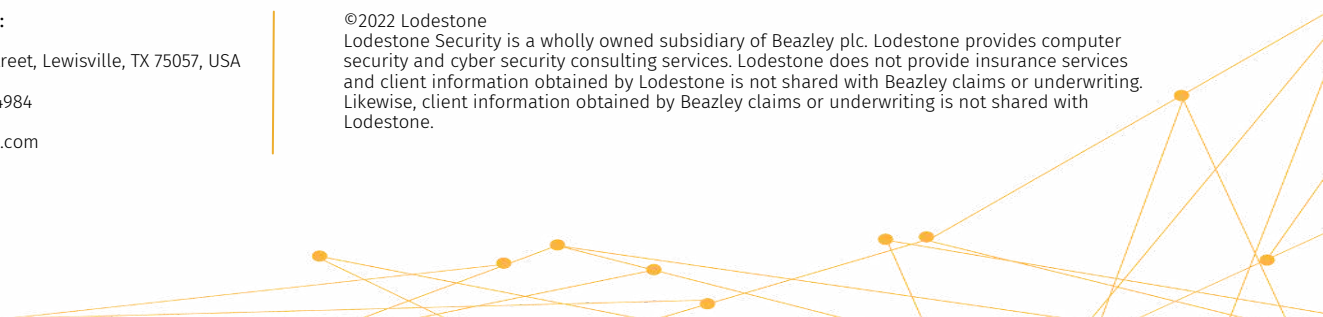 :
reet, Lewisville, TX 75057, USA
4984
.com
©2022 Lodestone
Lodestone Security is a wholly owned subsidiary of Beazley plc. Lodestone provides computer
security and cyber security consulting services. Lodestone does not provide insurance services
and client information obtained by Lodestone is not shared with Beazley claims or underwriting.
Likewise, client information obtained by Beazley claims or underwriting is not shared with
Lodestone.